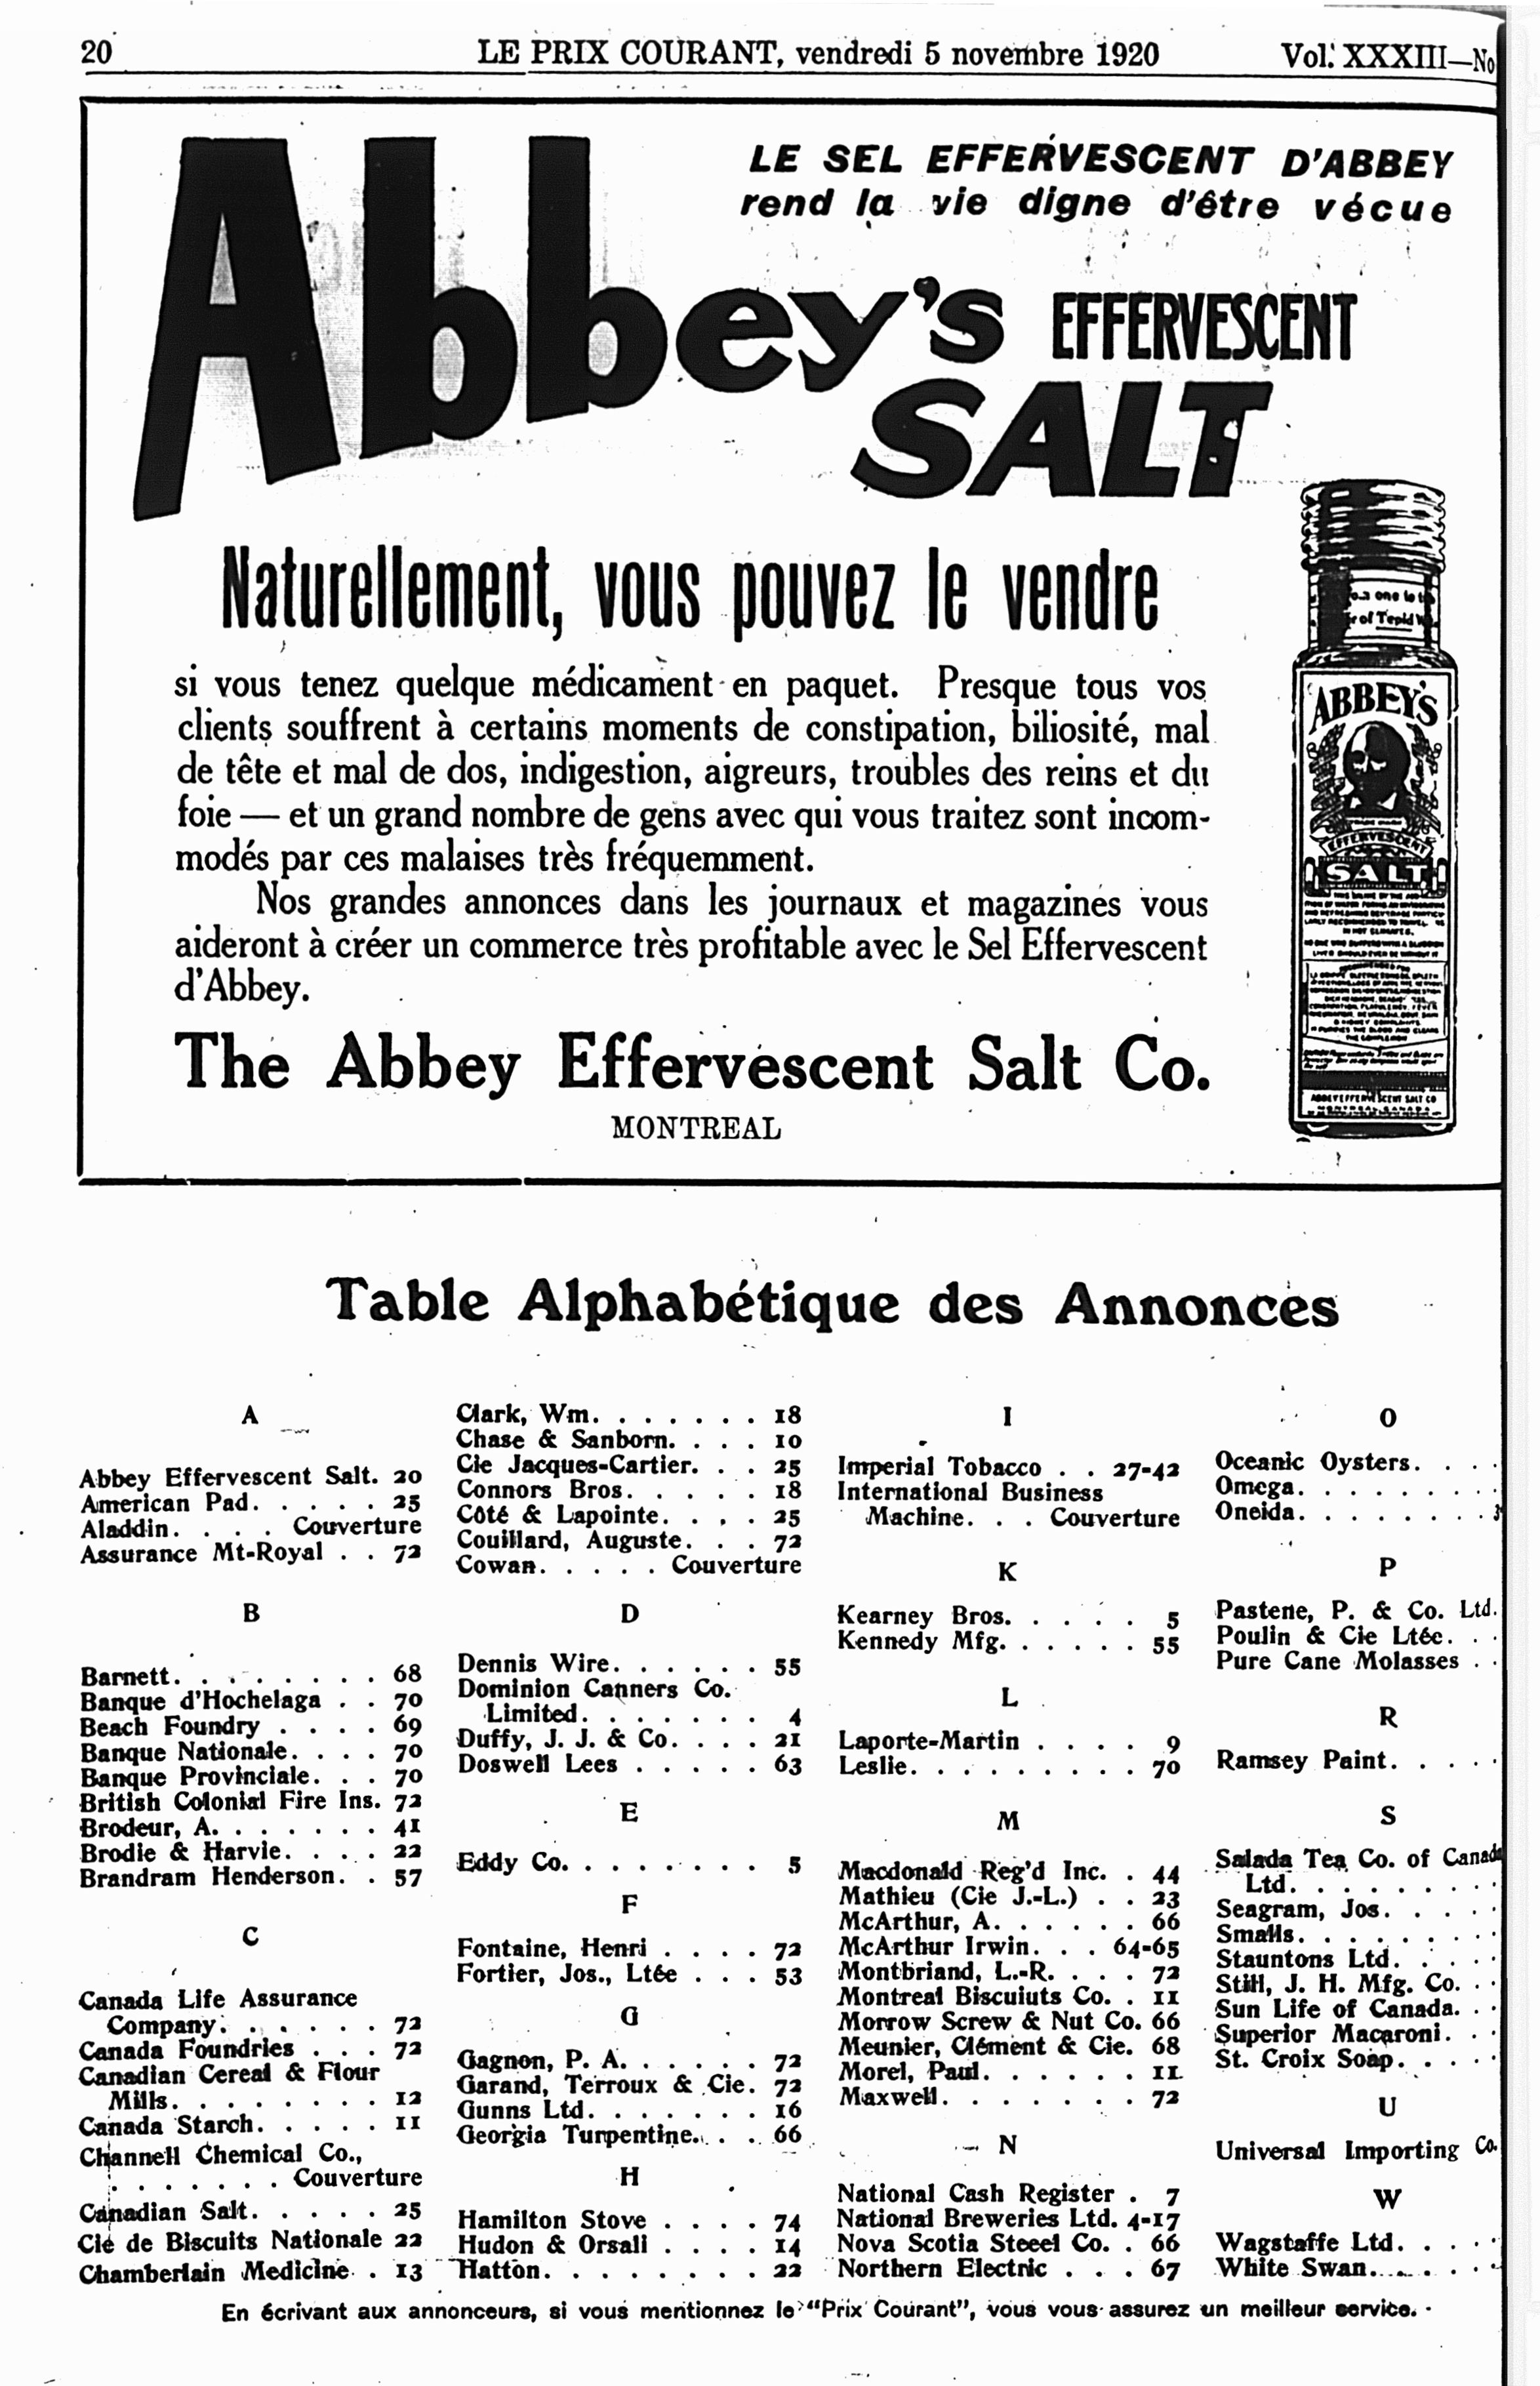 20
LE PRIX COURANT, vendredi 5 novembre 1920
Vol. XXXIII—No
LE SEL EFFERVESCENT D'ABBEY
rend la vie digne d'être vécue
Abbey's EFFERVESCENT
SALT
Naturellement, vous pouvez le vendre
si vous tenez quelque médicament en paquet. Presque tous vos
clients souffrent à certains moments de constipation, biliosité, mal
de tête et mal de dos, indigestion, aigreurs, troubles des reins et du
foie — et un grand nombre de gens avec qui vous traitez sont incom-
modés par ces malaises très fréquemment.
Nos grandes annonces dans les journaux et magazines vous
aideront à créer un commerce très profitable avec le Sel Effervescent
d'Abbey.
The Abbey Effervescent Salt Co.
MONTREAL
one
of Tepid
ABBEY'S
EFFERVESCENT
SALT
ABBEY EFFERVESCENT SALT CO
MONTREAL, CANADA
Table Alphabétique des Annonces
A
Abbey Effervescent Salt. 20
American Pad. . . . . 25
Aladdin. . . . Couverture
Assurance Mt-Royal . . 72
B
Barnett. . . . . . . . 68
Banque d'Hochelaga . . 70
Beach Foundry . . . . 69
Banque Nationale. . . . 70
Banque Provinciale. . . 70
British Colonial Fire Ins. 72
Brodeur, A. . . . . . . 41
Brodie & Harvie. . . . 22
Brandram Henderson. . 57
C
Canada Life Assurance
Company. . . . . . . 72
Canada Foundries . . . 72
Canadian Cereal & Flour
Mills. . . . . . . . . 12
Canada Starch. . . . . 11
Channell Chemical Co.,
. . . . . . . Couverture
Canadian Salt. . . . . 25
Cie de Biscuits Nationale 22
Chamberlain Medicine . 13
Clark, Wm. . . . . . . 18
Chase & Sanborn. . . . 10
Cie Jacques-Cartier. . . 25
Connors Bros. . . . . . 18
Côté & Lapointe. . . . 25
Couillard, Auguste. . . 72
Cowan. . . . . Couverture
D
Dennis Wire. . . . . . 55
Dominion Canners Co.
Limited. . . . . . . 4
Duffy, J. J. & Co. . . . 21
Doswell Lees . . . . . 63
E
Eddy Co. . . . . . . . 5
F
Fontaine, Henri . . . . 72
Fortier, Jos., Ltée . . . 53
G
Gagnon, P. A. . . . . . 72
Garand, Terroux & Cie. 72
Gunns Ltd. . . . . . . 16
Georgia Turpentine. . . 66
H
Hamilton Stove . . . . 74
Hudon & Orsali . . . . 14
Hatton. . . . . . . . . 22
I
Imperial Tobacco . . 27-42
International Business
Machine. . . Couverture
K
Kearney Bros. . . . . 5
Kennedy Mfg. . . . . . 55
L
Laporte-Martin . . . . 9
Leslie. . . . . . . . . 70
M
Macdonald Reg'd Inc. . 44
Mathieu (Cie J.-L.) . . 23
McArthur, A. . . . . . 66
McArthur Irwin. . . 64-65
Montbriand, L.-R. . . . 72
Montreal Biscuiuts Co. . 11
Morrow Screw & Nut Co. 66
Meunier, Clément & Cie. 68
Morel, Paul. . . . . . 11
Maxwell. . . . . . . . 72
N
National Cash Register . 7
National Breweries Ltd. 4-17
Nova Scotia Steeel Co. . 66
Northern Electric . . . 67
O
Oceanic Oysters. . . .
Omega. . . . . . . . .
Oneida. . . . . . . .
P
Pastene, P. & Co. Ltd.
Poulin & Cie Ltée. . .
Pure Cane Molasses . .
R
Ramsey Paint. . . . .
S
Salada Tea Co. of Canada
Ltd. . . . . . . . .
Seagram, Jos. . . . .
Smalls. . . . . . . .
Stauntons Ltd. . . . .
Still, J. H. Mfg. Co. . .
Sun Life of Canada. . .
Superior Macaroni. . .
St. Croix Soap. . . . .
U
Universal Importing Co.
W
Wagstaffe Ltd. . . . .
White Swan. . . . . .
En écrivant aux annonceurs, si vous mentionnez le "Prix Courant", vous vous assurez un meilleur service.